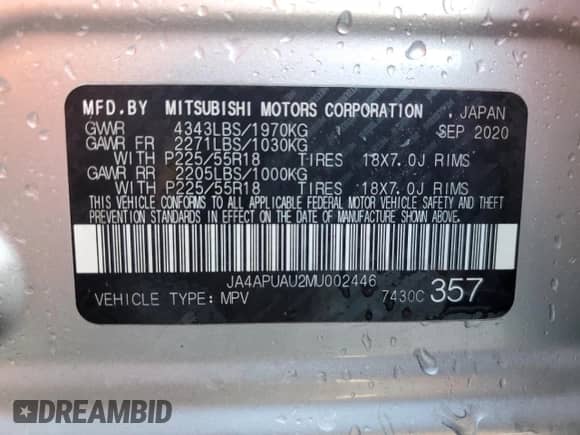 MFD.BY MITSUBISHI MOTORS CORPORATION , JAPAN
GVWR 4343LBS/1970KG SEP 2020
GAWR FR 2271LBS/1030KG
WITH P225/55R18 TIRES 18X7.0J RIMS
GAWR RR 2205LBS/1000KG
WITH P225/55R18 TIRES 18X7.0J RIMS
THIS VEHICLE CONFORMS TO ALL APPLICABLE FEDERAL MOTOR VEHICLE SAFETY AND THEFT
PREVENTION STANDARDS IN EFFECT ON THE DATE OF MANUFACTURE SHOWN ABOVE.
JA4APUAU2MU002446
VEHICLE TYPE: MPV 7430C 357
DREAMBID